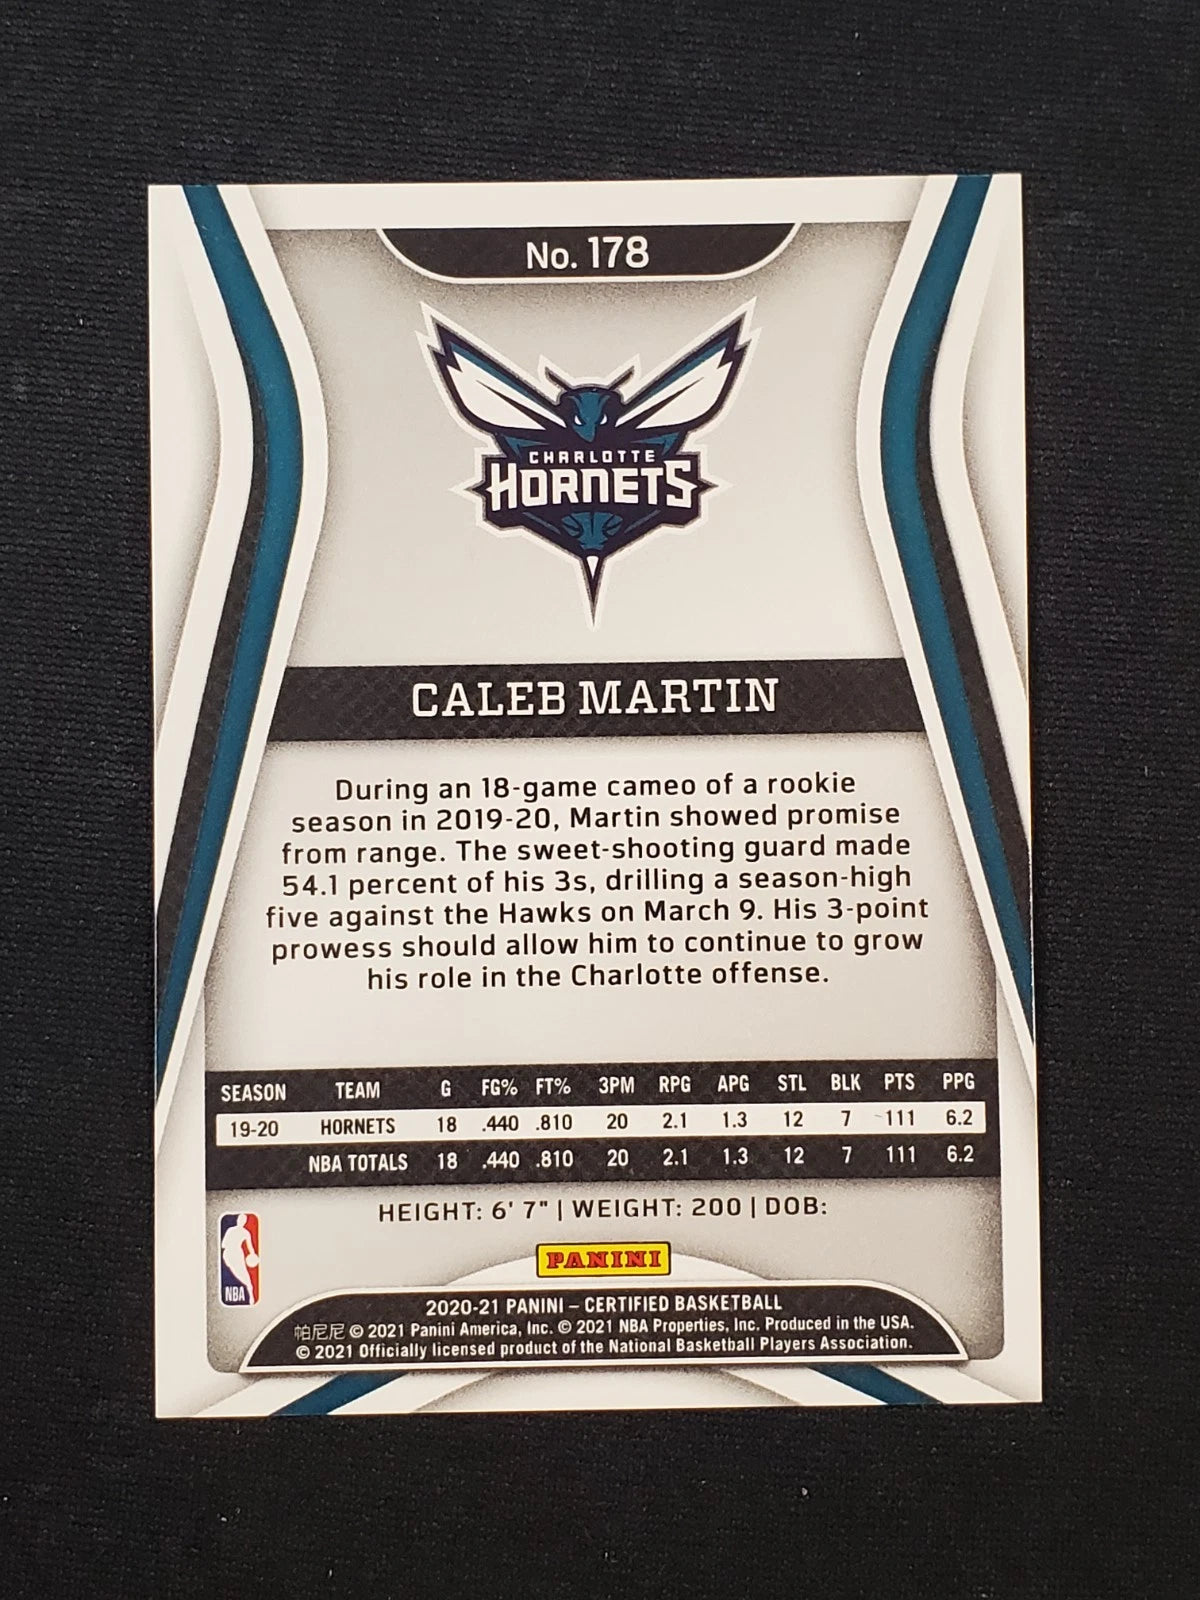 No. 178
CHARLOTTE
HORNETS
CALEB MARTIN
During an 18-game cameo of a rookie
season in 2019-20, Martin showed promise
from range. The sweet-shooting guard made
54.1 percent of his 3s, drilling a season-high
five against the Hawks on March 9. His 3-point
prowess should allow him to continue to grow
his role in the Charlotte offense.
SEASON TEAM G FG% FT% 3PM RPG APG STL BLK PTS PPG
19-20 HORNETS 18 .440 .810 20 2.1 1.3 12 7 111 6.2
NBA TOTALS 18 .440 .810 20 2.1 1.3 12 7 111 6.2
HEIGHT: 6' 7" | WEIGHT: 200 | DOB:
NBA
PANINI
2020-21 PANINI – CERTIFIED BASKETBALL
帕尼尼 © 2021 Panini America, Inc. © 2021 NBA Properties, Inc. Produced in the USA.
© 2021 Officially licensed product of the National Basketball Players Association.